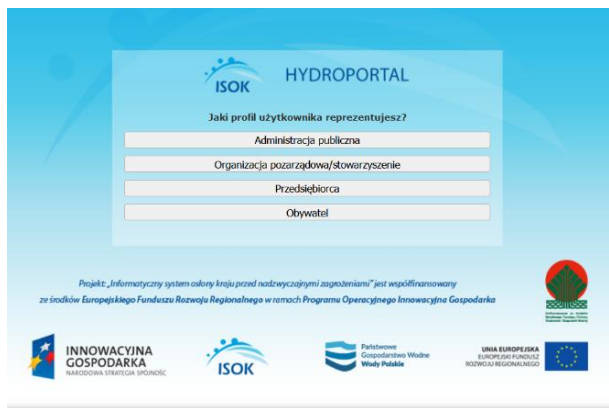 ISOK
HYDROPORTAL
Jaki profil użytkownika reprezentujesz?
Administracja publiczna
Organizacja pozarządowa/stowarzyszenie
Przedsiębiorca
Obywatel
Projekt: „Informatyczny system osłony kraju przed nadzwyczajnymi zagrożeniami" jest współfinansowany
ze środków Europejskiego Funduszu Rozwoju Regionalnego w ramach Programu Operacyjnego Innowacyjna Gospodarka
INNOWACYJNA
GOSPODARKA
NARODOWA STRATEGIA SPÓJNOŚCI
ISOK
Państwowe
Gospodarstwo Wodne
Wody Polskie
UNIA EUROPEJSKA
EUROPEJSKI FUNDUSZ
ROZWOJU REGIONALNEGO